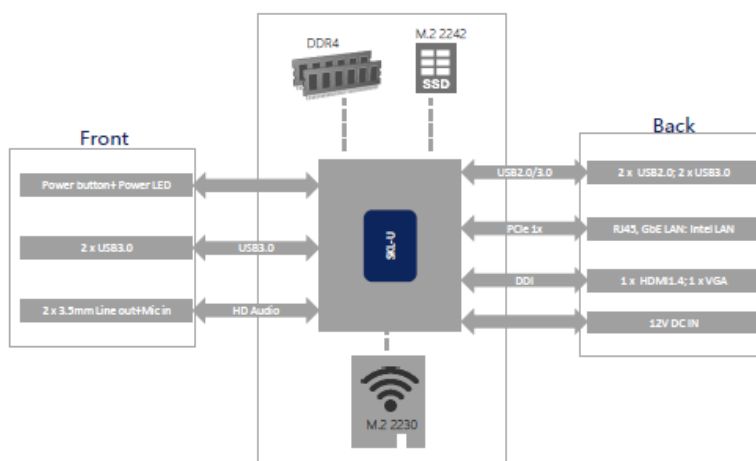 DDR4
M.2 2242
SSD
Front
Back
Power button+ Power LED
USB2.0/3.0
2 x USB2.0; 2 x USB3.0
PCIe 1x
RJ45, GbE LAN: Intel LAN
2 x USB3.0
USB3.0
SKL-U
DDI
1 x HDMI1.4; 1 x VGA
2 x 3.5mm Line out+Mic in
HD Audio
12V DC IN
M.2 2230